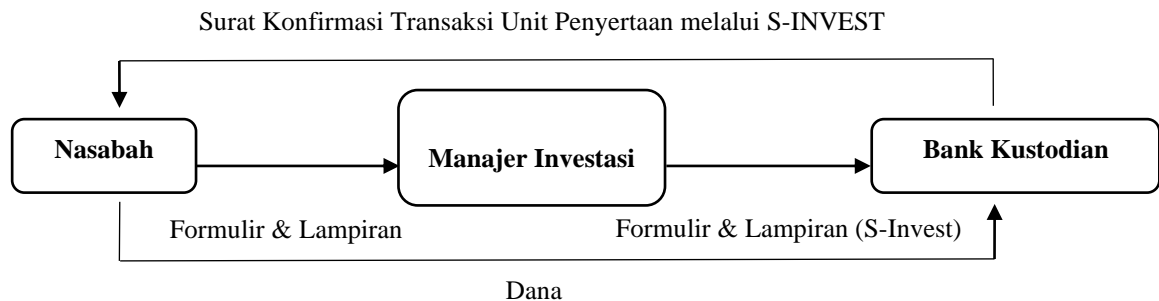 Surat Konfirmasi Transaksi Unit Penyertaan melalui S-INVEST
Nasabah
Manajer Investasi
Bank Kustodian
Formulir & Lampiran
Formulir & Lampiran (S-Invest)
Dana